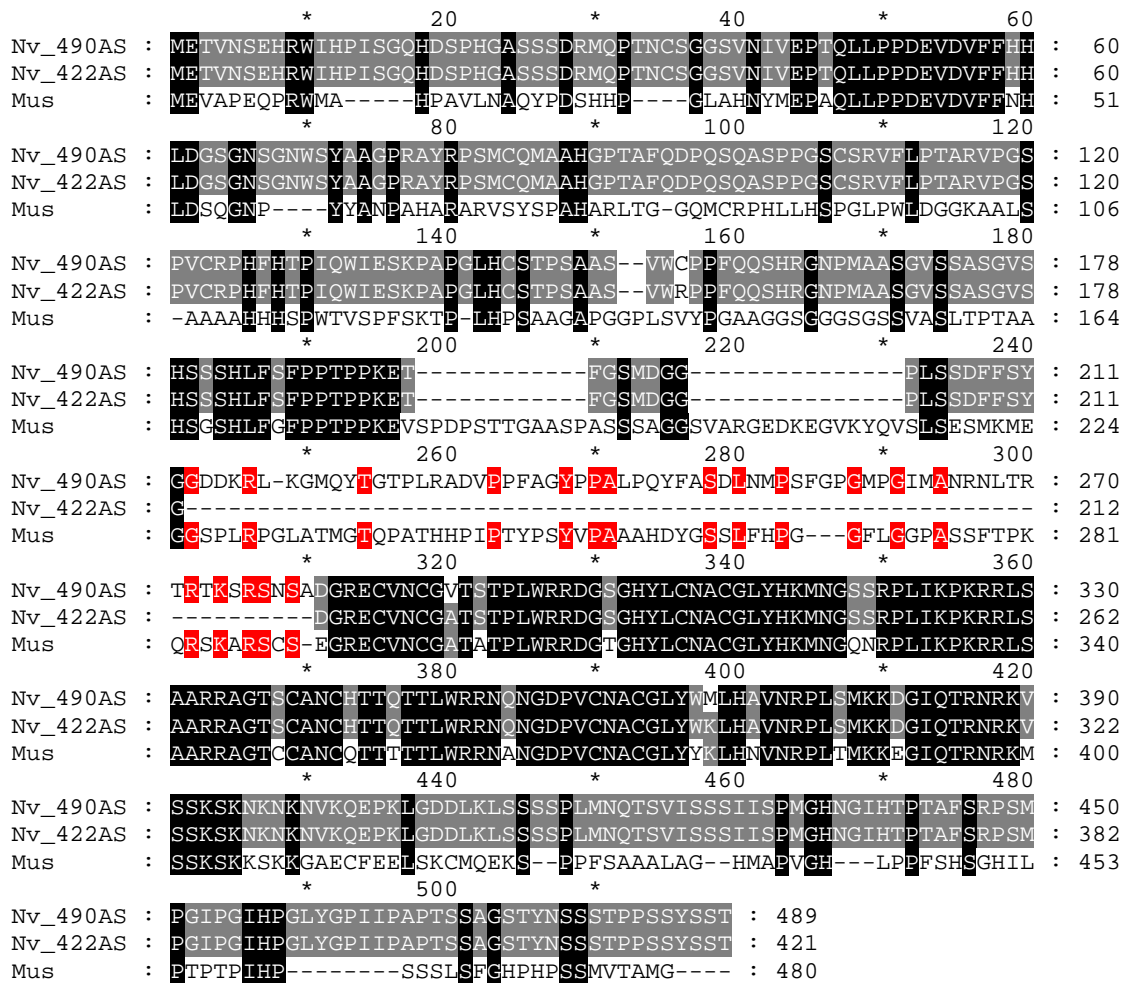 * 20 * 40 * 60
Nv_490AS : METVNSEHRWIHPISGQHDSPHGASSSDRMQPTNCSGGSVNIVEPTQLLPPDEVDVFFHH : 60
Nv_422AS : METVNSEHRWIHPISGQHDSPHGASSSDRMQPTNCSGGSVNIVEPTQLLPPDEVDVFFHH : 60
Mus : MEVAPEQPRWMA-----HPAVLNAQYPDSHHP----GLAHNYMEPAQLLPPDEVDVFFNH : 51
* 80 * 100 * 120
Nv_490AS : LDGSGNSGNWSYAAGPRAYRPSMCQMAAHGPTAFQDPQSQASPPGSCSRVFLPTARVPGS : 120
Nv_422AS : LDGSGNSGNWSYAAGPRAYRPSMCQMAAHGPTAFQDPQSQASPPGSCSRVFLPTARVPGS : 120
Mus : LDSQGNP----YYANPAHARARVSYSPAHARLTG-GQMCRPHLLHSPGLPWLDGGKAALS : 106
* 140 * 160 * 180
Nv_490AS : PVCRPHFHTPIQWIESKPAPGLHCSTPSAAS--VWCPPFQQSHRGNPMAASGVSSASGVS : 178
Nv_422AS : PVCRPHFHTPIQWIESKPAPGLHCSTPSAAS--VWRPPFQQSHRGNPMAASGVSSASGVS : 178
Mus : -AAAAHHHSPWTVSPFSKTP-LHPSAAGAPGGPLSVYPGAAGGSGGGSGSSVASLTPTAA : 164
* 200 * 220 * 240
Nv_490AS : HSSSHLFSFPPTPPKET------------FGSMDGG---------------PLSSDFFSY : 211
Nv_422AS : HSSSHLFSFPPTPPKET------------FGSMDGG---------------PLSSDFFSY : 211
Mus : HSGSHLFGFPPTPPKEVSPDPSTTGAASPASSSAGGSVARGEDKEGVKYQVSLSESMKME : 224
* 260 * 280 * 300
Nv_490AS : GGDDKRL-KGMQYTGTPLRADVPPFAGYPPALPQYFASDLNMPSFGPGMPGIMANRNLTR : 270
Nv_422AS : G----------------------------------------------------------- : 212
Mus : GGSPLRPGLATMGTQPATHHPIPTYPSYVPAAAHDYGSSLFHPG---GFLGGPASSFTPK : 281
* 320 * 340 * 360
Nv_490AS : TRTKSRSNSADGRECVNCGVTSTPLWRRDGSGHYLCNACGLYHKMNGSSRPLIKPKRRLS : 330
Nv_422AS : ----------DGRECVNCGATSTPLWRRDGSGHYLCNACGLYHKMNGSSRPLIKPKRRLS : 262
Mus : QRSKARSCS-EGRECVNCGATATPLWRRDGTGHYLCNACGLYHKMNGQNRPLIKPKRRLS : 340
* 380 * 400 * 420
Nv_490AS : AARRAGTSCANCHTTQTTLWRRNQNGDPVCNACGLYWMLHAVNRPLSMKKDGIQTRNRKV : 390
Nv_422AS : AARRAGTSCANCHTTQTTLWRRNQNGDPVCNACGLYWKLHAVNRPLSMKKDGIQTRNRKV : 322
Mus : AARRAGTCCANCQTTTTTLWRRNANGDPVCNACGLYYKLHNVNRPLTMKKEGIQTRNRKM : 400
* 440 * 460 * 480
Nv_490AS : SSKSKNKNKNVKQEPKLGDDLKLSSSSPLMNQTSVISSSIISPMGHNGIHTPTAFSRPSM : 450
Nv_422AS : SSKSKNKNKNVKQEPKLGDDLKLSSSSPLMNQTSVISSSIISPMGHNGIHTPTAFSRPSM : 382
Mus : SSKSKKSKKGAECFEELSKCMQEKS--PPFSAAALAG--HMAPVGH---LPPFSHSGHIL : 453
* 500 *
Nv_490AS : PGIPGIHPGLYGPIIPAPTSSAGSTYNSSSTPPSSYSST : 489
Nv_422AS : PGIPGIHPGLYGPIIPAPTSSAGSTYNSSSTPPSSYSST : 421
Mus : PTPTPIHP--------SSSLSFGHPHPSSMVTAMG---- : 480